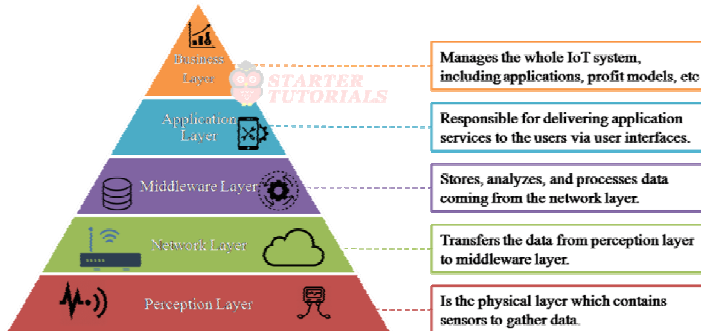 Business
Layer
Manages the whole IoT system,
including applications, profit models, etc
STARTER
TUTORIALS
Application
Layer
Responsible for delivering application
services to the users via user interfaces.
Middleware Layer
Stores, analyzes, and processes data
coming from the network layer.
Network Layer
Transfers the data from perception layer
to middleware layer.
Perception Layer
Is the physical layer which contains
sensors to gather data.